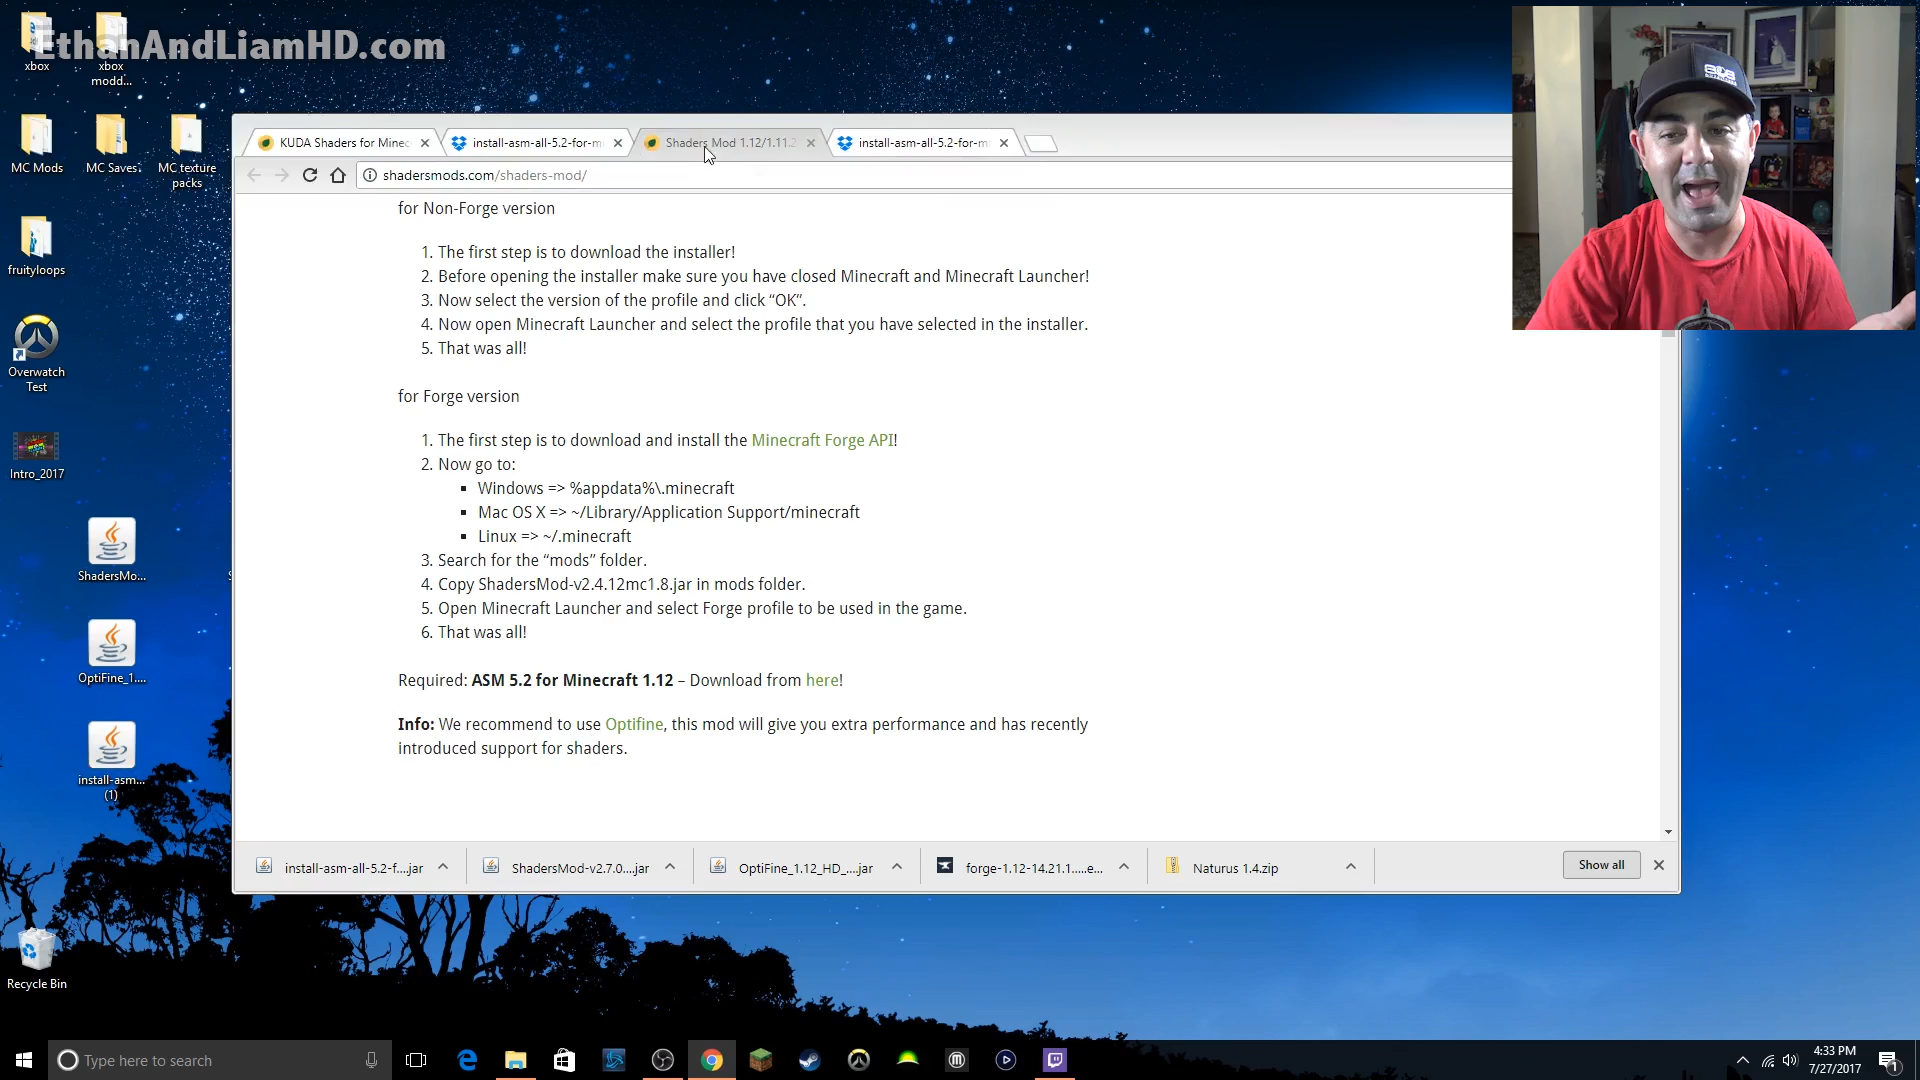 EthanAndLiamHD.com
xbox
xbox
modd...
MC Mods
MC Saves
MC texture
packs
fruityloops
Overwatch
Test
Intro_2017
ShadersMo...
OptiFine_1....
install-asm...
(1)
Recycle Bin
KUDA Shaders for Minec
install-asm-all-5.2-for-m
Shaders Mod 1.12/1.11.2
install-asm-all-5.2-for-m
shadersmods.com/shaders-mod/
for Non-Forge version
1. The first step is to download the installer!
2. Before opening the installer make sure you have closed Minecraft and Minecraft Launcher!
3. Now select the version of the profile and click “OK”.
4. Now open Minecraft Launcher and select the profile that you have selected in the installer.
5. That was all!
for Forge version
1. The first step is to download and install the Minecraft Forge API!
2. Now go to:
▪ Windows => %appdata%\.minecraft
▪ Mac OS X => ~/Library/Application Support/minecraft
▪ Linux => ~/.minecraft
3. Search for the “mods” folder.
4. Copy ShadersMod-v2.4.12mc1.8.jar in mods folder.
5. Open Minecraft Launcher and select Forge profile to be used in the game.
6. That was all!
Required: ASM 5.2 for Minecraft 1.12 – Download from here!
Info: We recommend to use Optifine, this mod will give you extra performance and has recently
introduced support for shaders.
install-asm-all-5.2-f....jar
ShadersMod-v2.7.0....jar
OptiFine_1.12_HD_....jar
forge-1.12-14.21.1.....e...
Naturus 1.4.zip
Show all
Type here to search
4:33 PM
7/27/2017
1